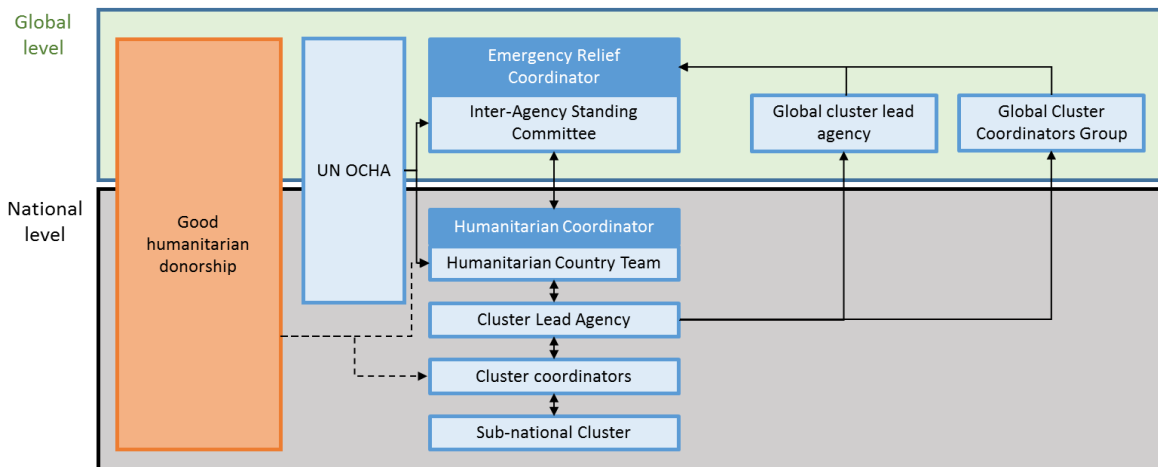 Global
level
Emergency Relief
Coordinator
Inter-Agency Standing
Committee
Global cluster lead
agency
Global Cluster
Coordinators Group
UN OCHA
National
level
Good
humanitarian
donorship
Humanitarian Coordinator
Humanitarian Country Team
Cluster Lead Agency
Cluster coordinators
Sub-national Cluster